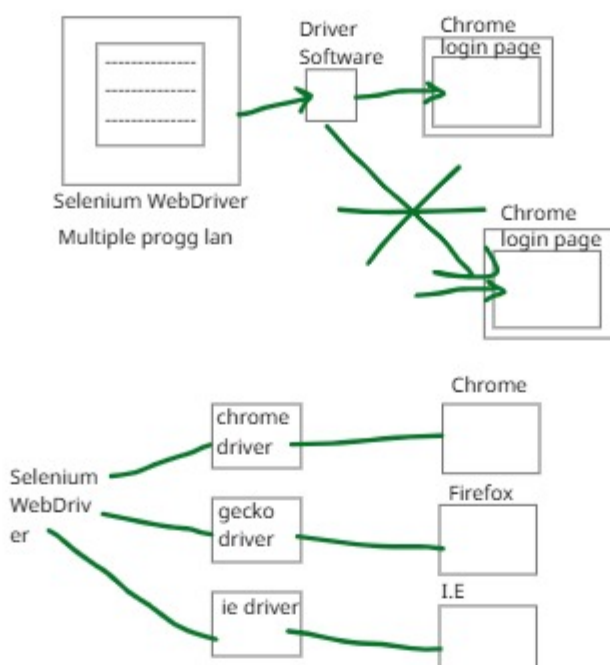 Driver
Software
Chrome
login page
Selenium WebDriver
Multiple progg lan
Chrome
login page
Chrome
chrome
driver
Selenium
WebDriv
er
Firefox
gecko
driver
I.E
ie driver